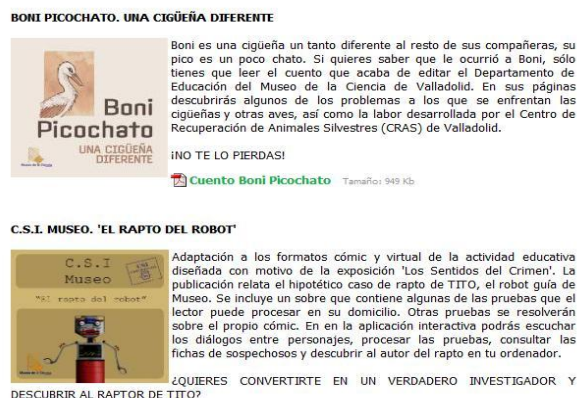 BONI PICOCHATO. UNA CIGÜEÑA DIFERENTE
Boni
Picochato
UNA CIGÜEÑA
DIFERENTE
Boni es una cigüeña un tanto diferente al resto de sus compañeras, su
pico es un poco chato. Si quieres saber que le ocurrió a Boni, sólo
tienes que leer el cuento que acaba de editar el Departamento de
Educación del Museo de la Ciencia de Valladolid. En sus páginas
descubrirás algunos de los problemas a los que se enfrentan las
cigüeñas y otras aves, así como la labor desarrollada por el Centro de
Recuperación de Animales Silvestres (CRAS) de Valladolid.
¡NO TE LO PIERDAS!
Cuento Boni Picochato Tamaño: 949 Kb
C.S.I. MUSEO. 'EL RAPTO DEL ROBOT'
C.S.I
Museo
"El rapto del robot"
Adaptación a los formatos cómic y virtual de la actividad educativa
diseñada con motivo de la exposición 'Los Sentidos del Crimen'. La
publicación relata el hipotético caso de rapto de TITO, el robot guía de
Museo. Se incluye un sobre que contiene algunas de las pruebas que el
lector puede procesar en su domicilio. Otras pruebas se resolverán
sobre el propio cómic. En en la aplicación interactiva podrás escuchar
los diálogos entre personajes, procesar las pruebas, consultar las
fichas de sospechosos y descubrir al autor del rapto en tu ordenador.
¿QUIERES CONVERTIRTE EN UN VERDADERO INVESTIGADOR Y
DESCUBRIR AL RAPTOR DE TITO?